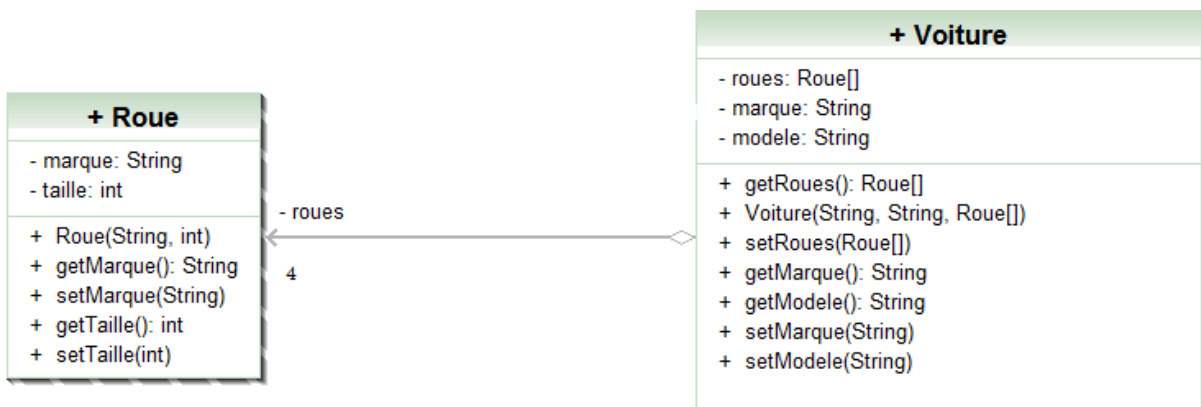 + Roue
- marque: String
- taille: int
+ Roue(String, int)
+ getMarque(): String
+ setMarque(String)
+ getTaille(): int
+ setTaille(int)
- roues
4
+ Voiture
- roues: Roue[]
- marque: String
- modele: String
+ getRoues(): Roue[]
+ Voiture(String, String, Roue[])
+ setRoues(Roue[])
+ getMarque(): String
+ getModele(): String
+ setMarque(String)
+ setModele(String)